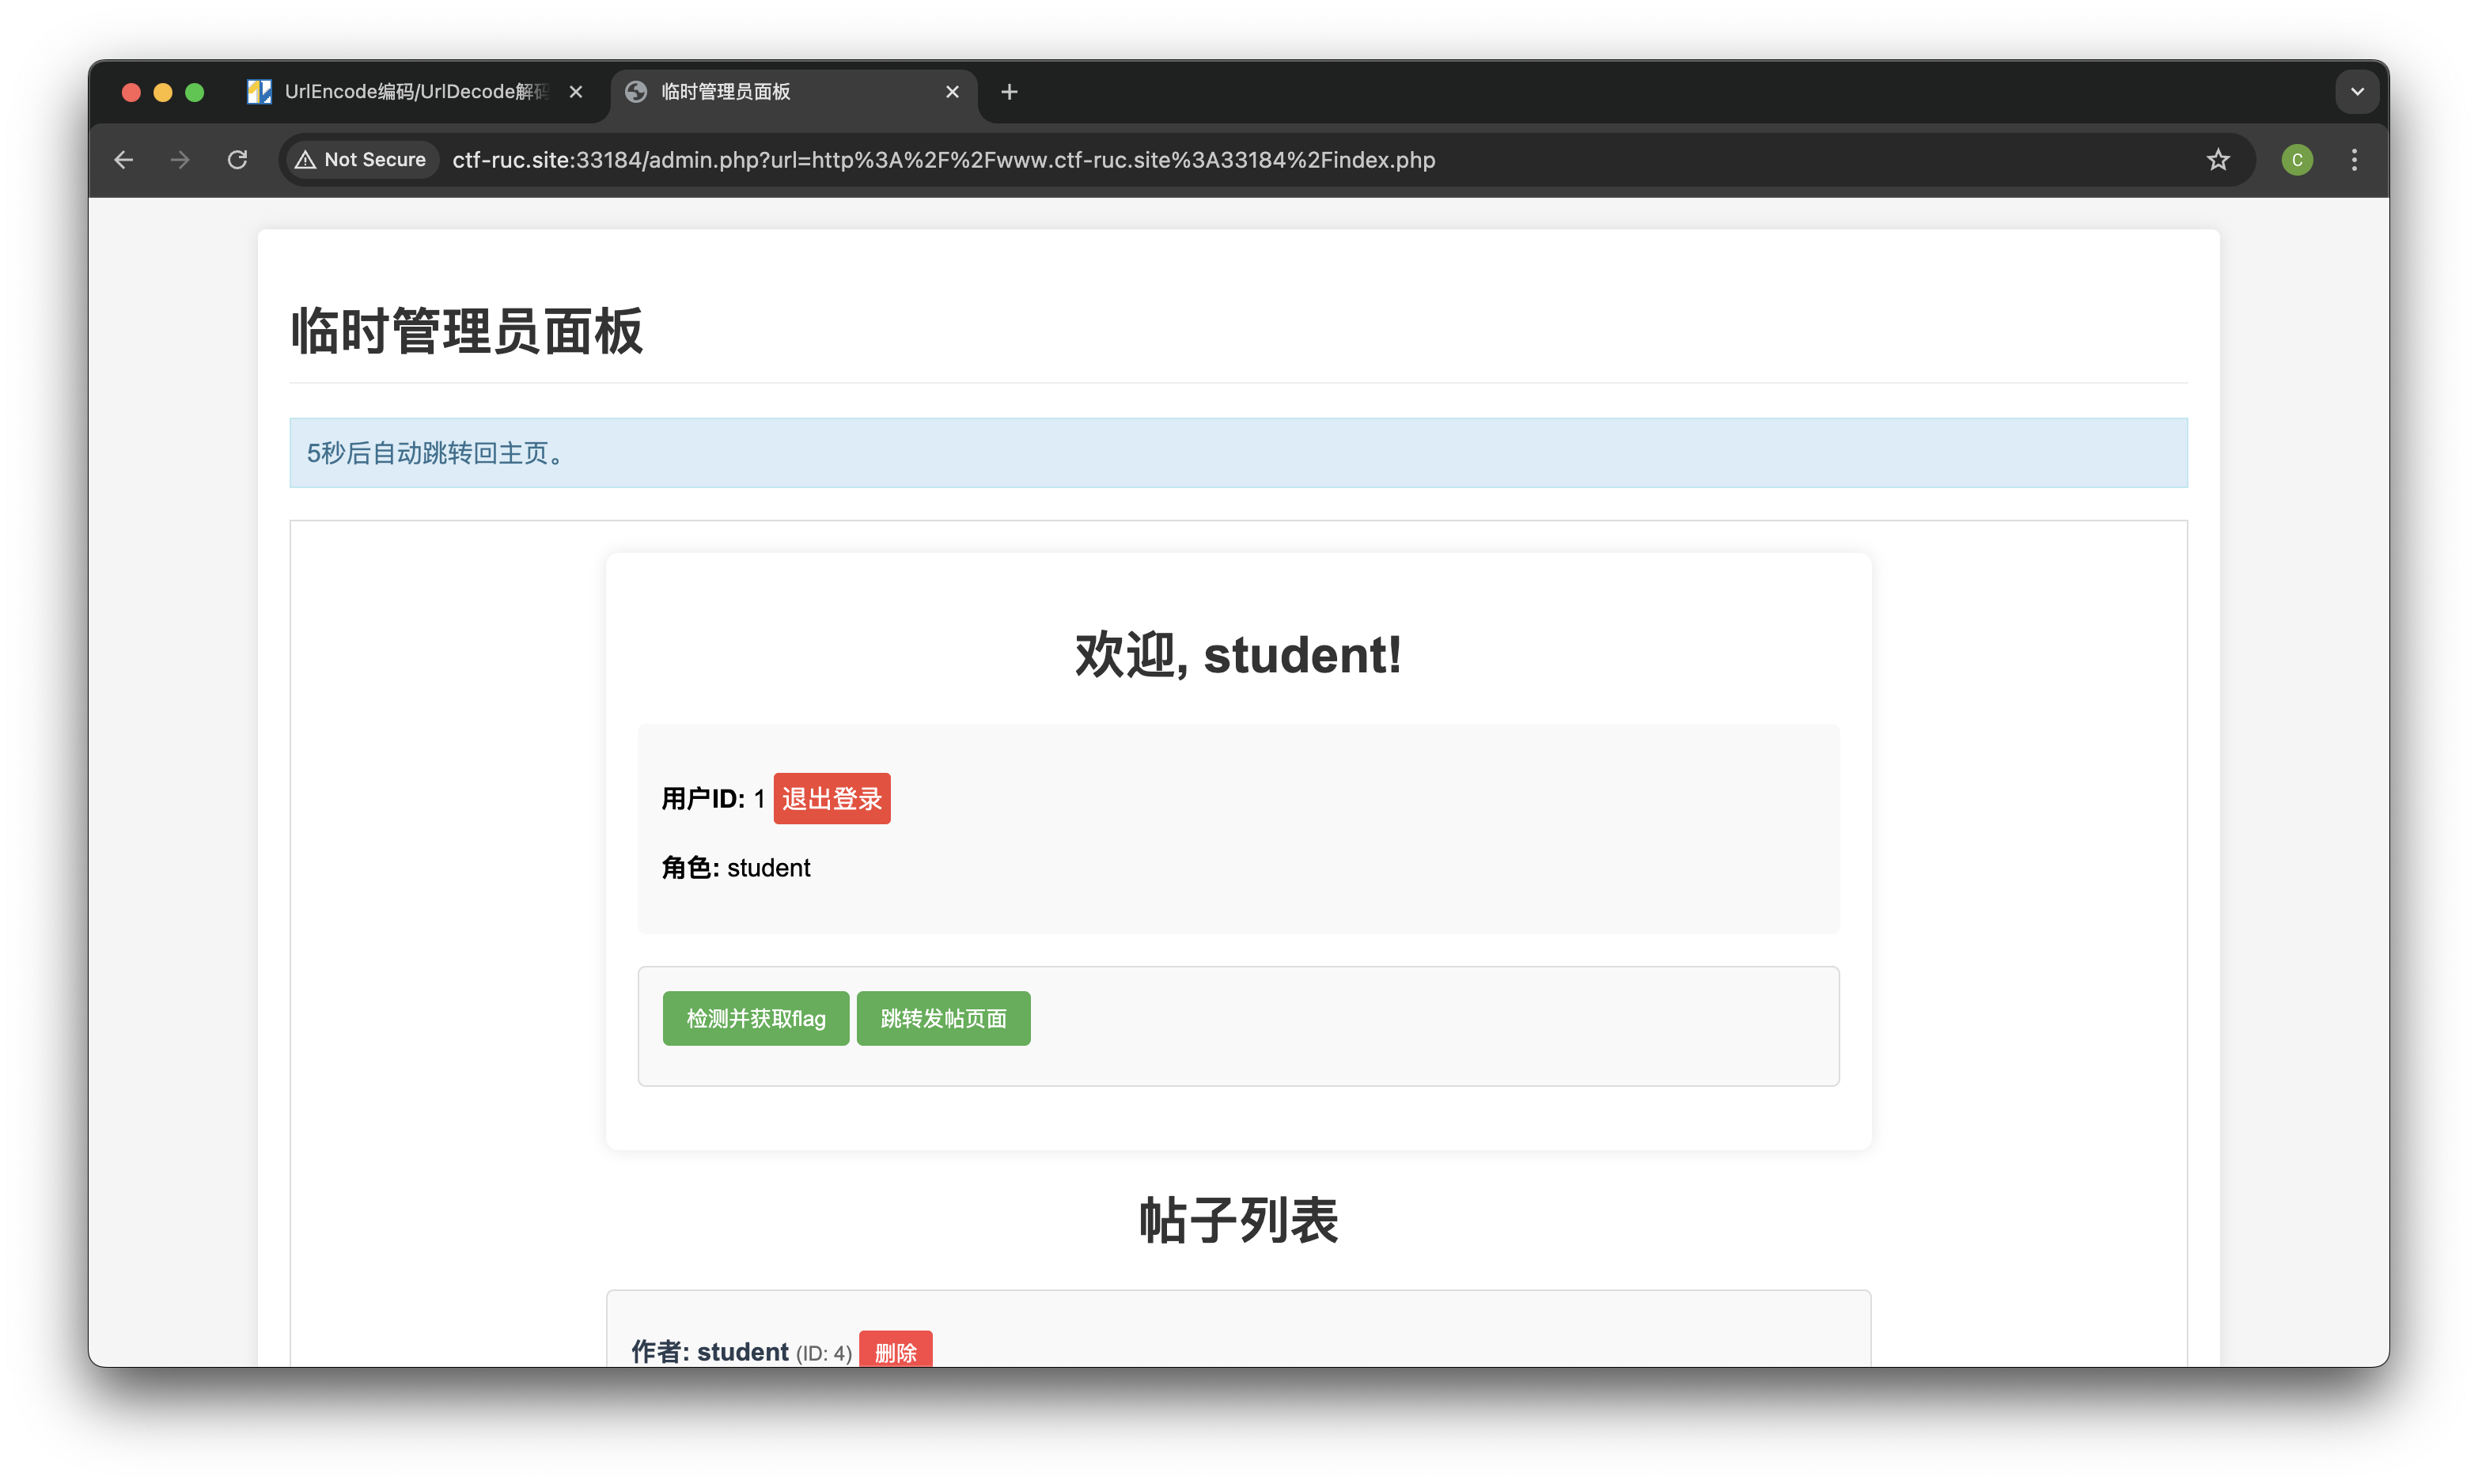 UrlEncode编码/UrlDecode解码
临时管理员面板
Not Secure
ctf-ruc.site:33184/admin.php?url=http%3A%2F%2Fwww.ctf-ruc.site%3A33184%2Findex.php
C
临时管理员面板
5秒后自动跳转回主页。
欢迎, student!
用户ID: 1 退出登录
角色: student
检测并获取flag 跳转发帖页面
帖子列表
作者: student (ID: 4) 删除